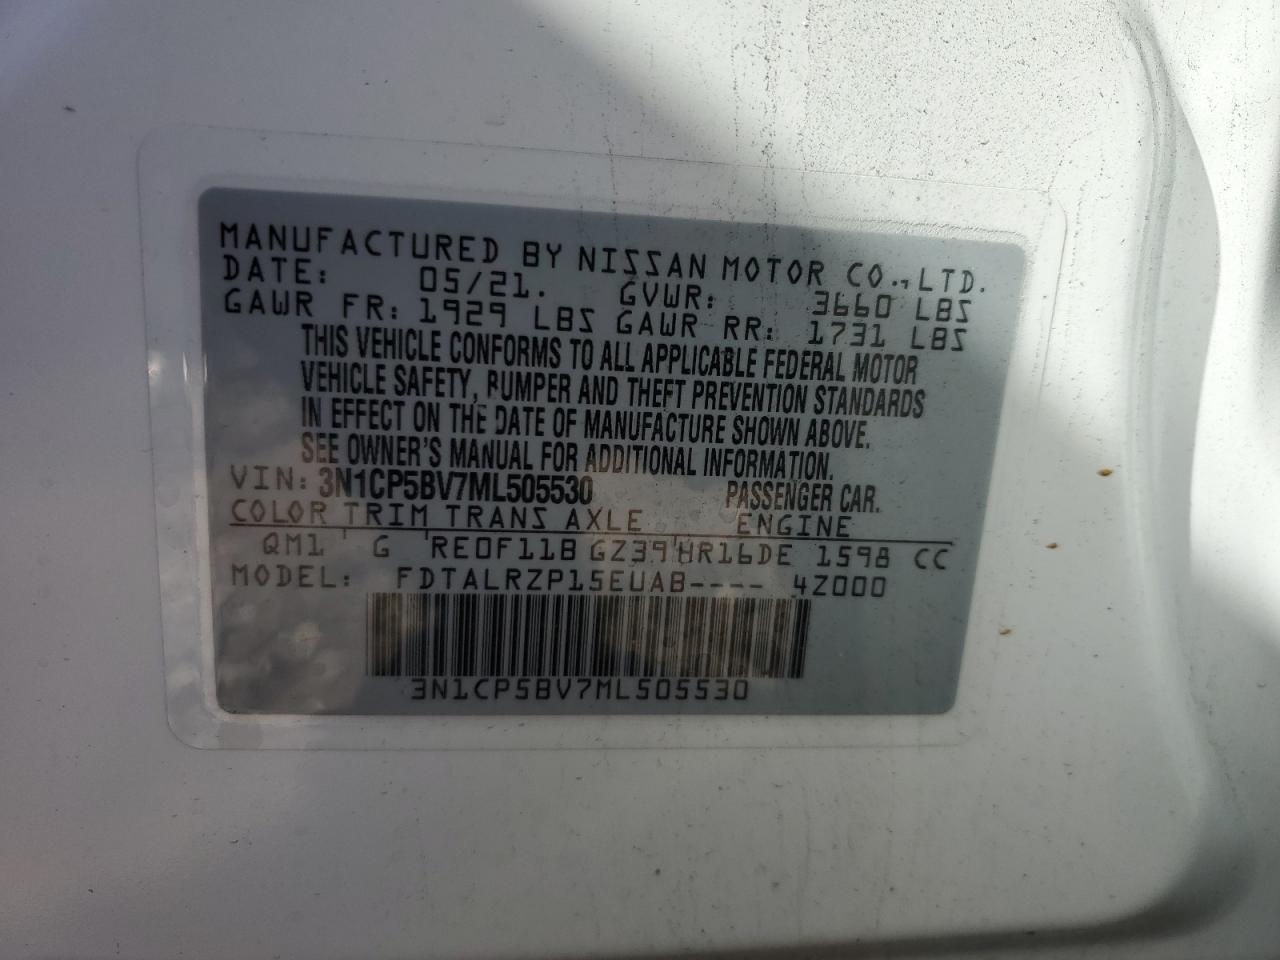 MANUFACTURED BY NISSAN MOTOR CO., LTD.
DATE: 05/21. GVWR: 3660 LBS
GAWR FR: 1929 LBS GAWR RR: 1731 LBS
THIS VEHICLE CONFORMS TO ALL APPLICABLE FEDERAL MOTOR
VEHICLE SAFETY, BUMPER AND THEFT PREVENTION STANDARDS
IN EFFECT ON THE DATE OF MANUFACTURE SHOWN ABOVE.
SEE OWNER'S MANUAL FOR ADDITIONAL INFORMATION.
VIN: 3N1CP5BV7ML505530 PASSENGER CAR.
COLOR TRIM TRANS AXLE ENGINE
QM1 G RE0F11B GZ39 HR16DE 1598 CC
MODEL: FDTALRZP15EUAB---- 4Z000
3N1CP5BV7ML505530